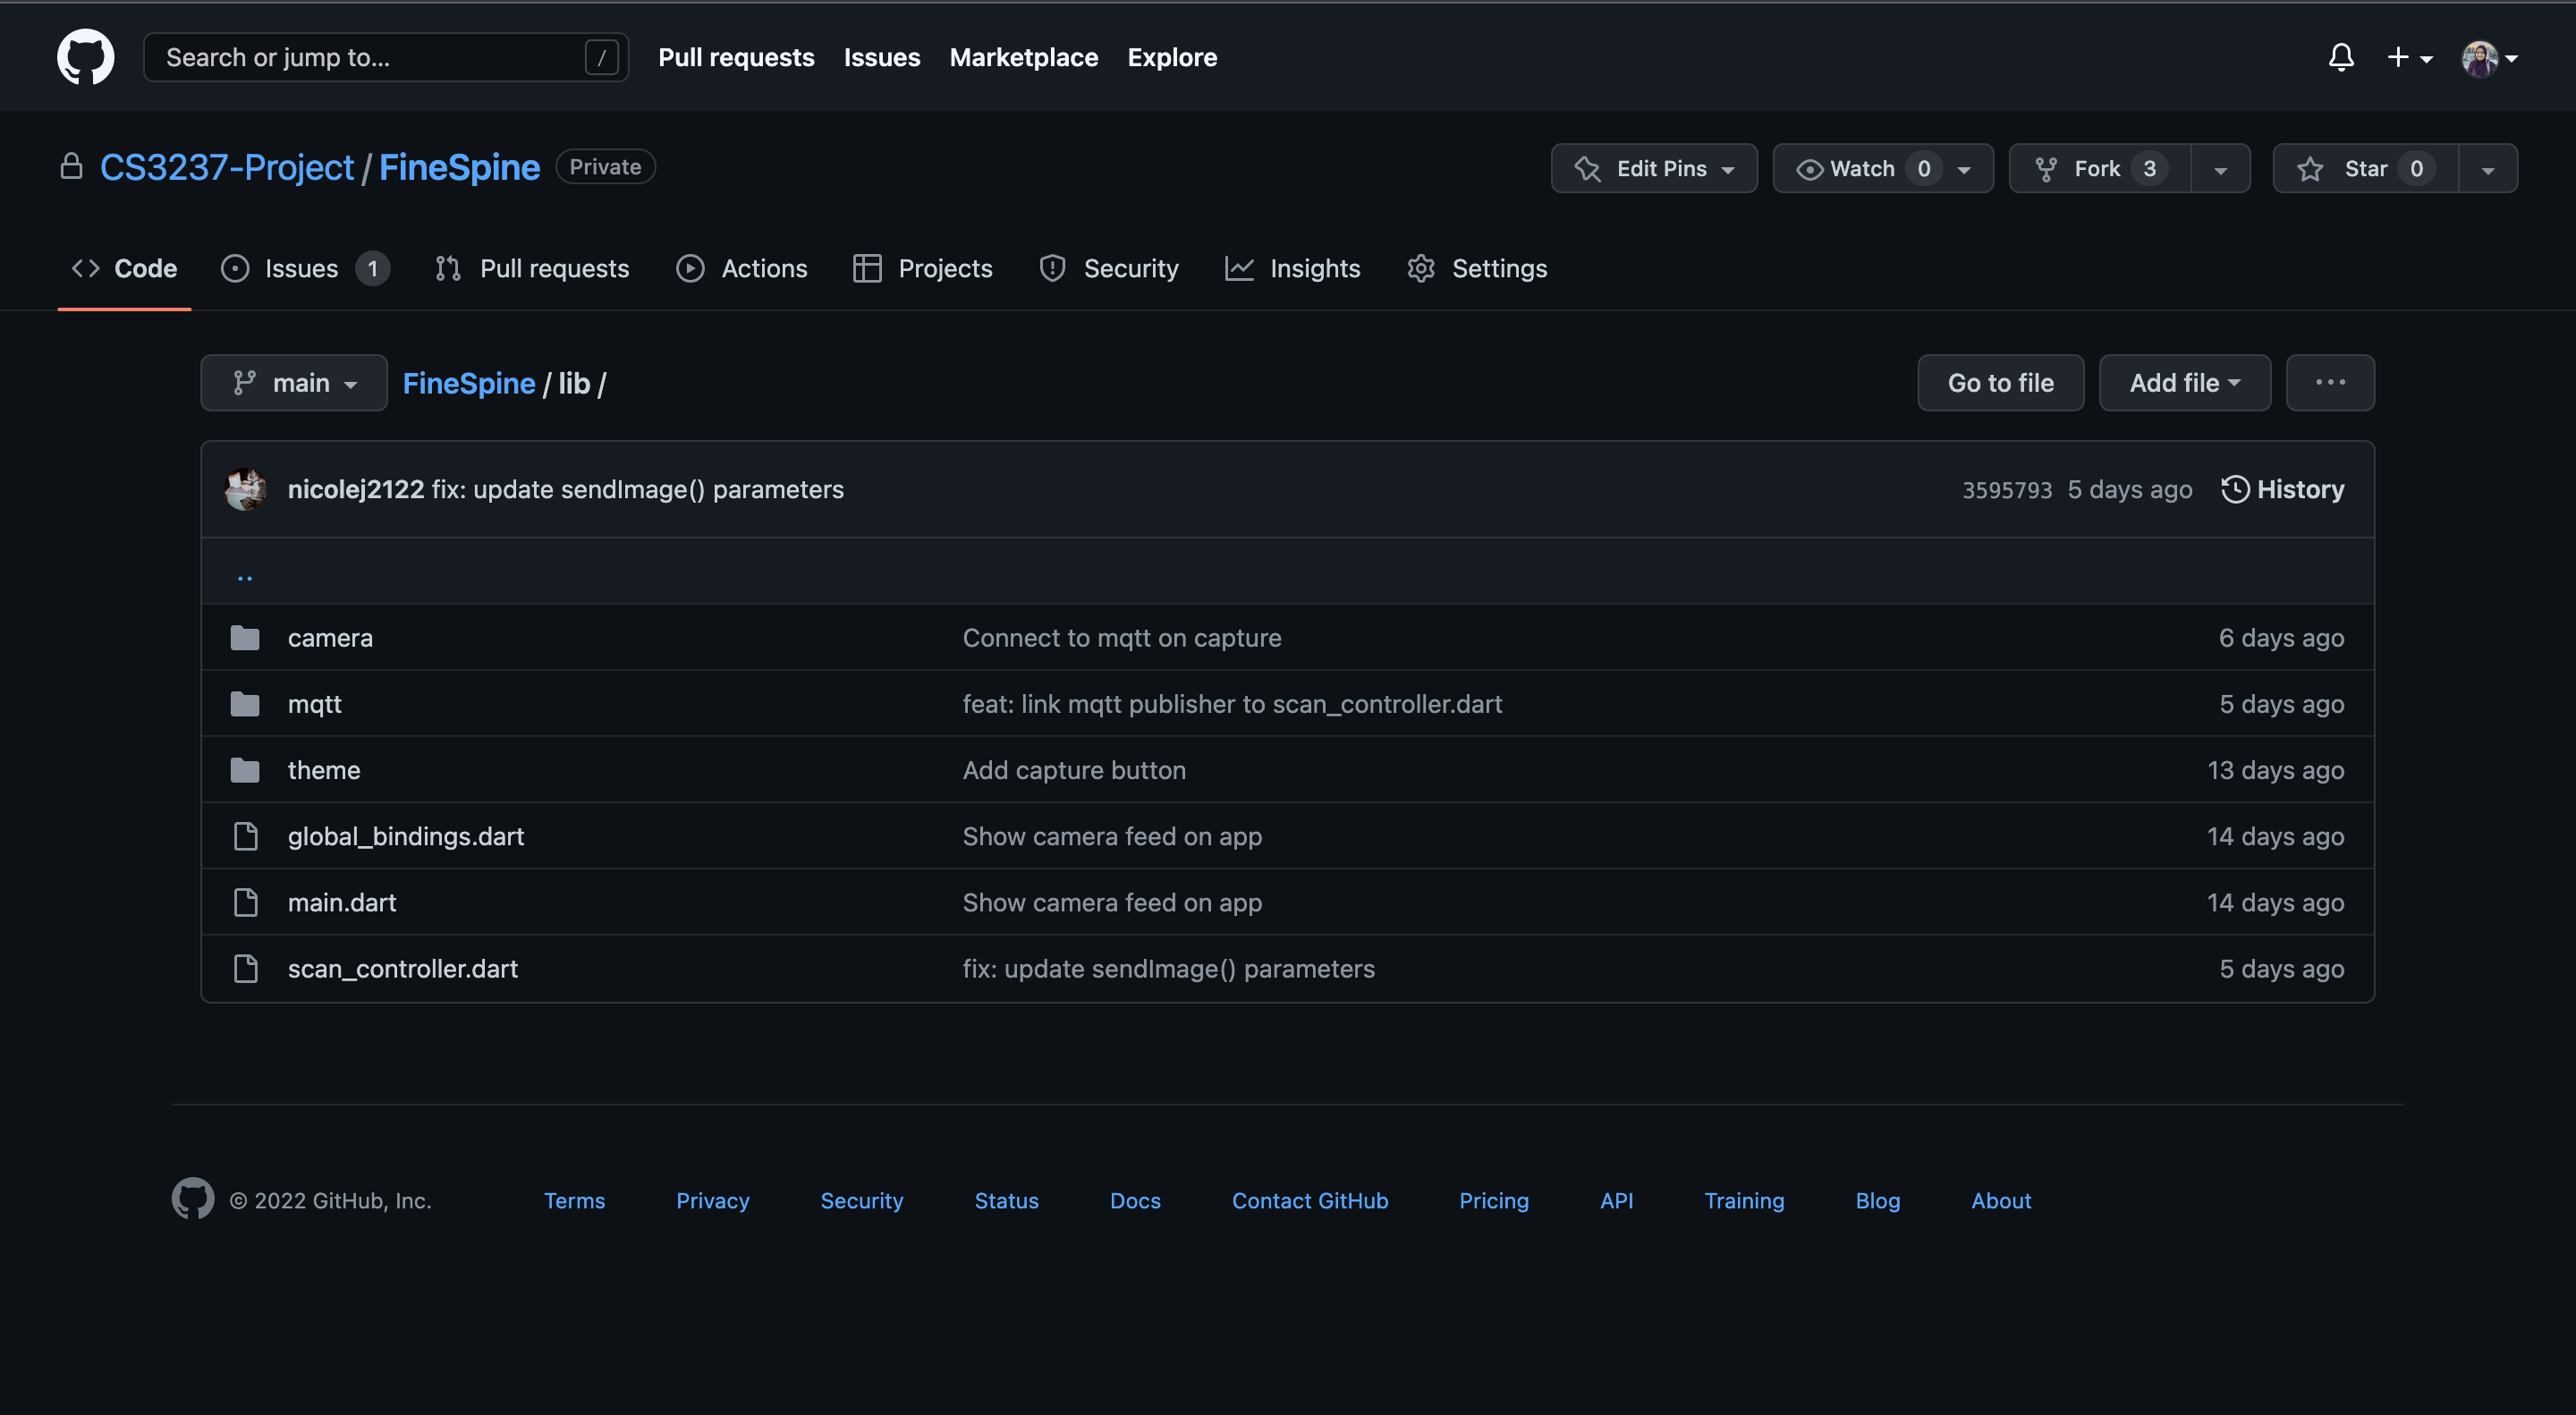 Search or jump to... / Pull requests Issues Marketplace Explore
CS3237-Project / FineSpine Private Edit Pins Watch 0 Fork 3 Star 0
Code Issues 1 Pull requests Actions Projects Security Insights Settings
main FineSpine / lib / Go to file Add file ...
nicolej2122 fix: update sendImage() parameters 3595793 5 days ago History
..
camera Connect to mqtt on capture 6 days ago
mqtt feat: link mqtt publisher to scan_controller.dart 5 days ago
theme Add capture button 13 days ago
global_bindings.dart Show camera feed on app 14 days ago
main.dart Show camera feed on app 14 days ago
scan_controller.dart fix: update sendImage() parameters 5 days ago
© 2022 GitHub, Inc. Terms Privacy Security Status Docs Contact GitHub Pricing API Training Blog About